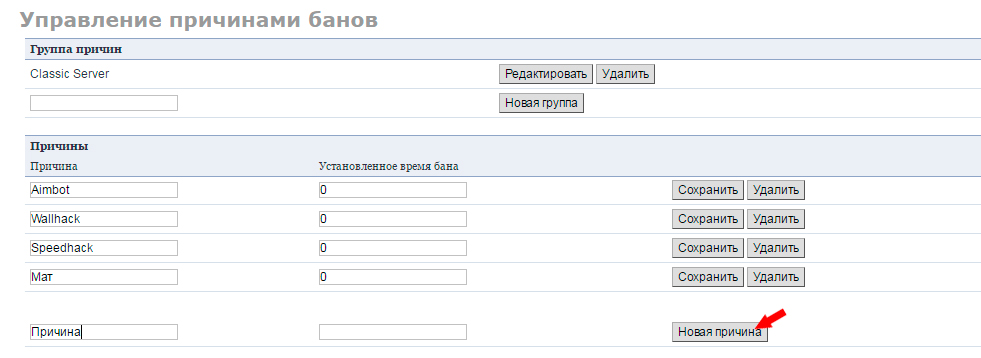 Управление причинами банов
Группа причин
Classic Server Редактировать Удалить
Новая группа
Причины
Причина Установленное время бана
Aimbot 0 Сохранить Удалить
Wallhack 0 Сохранить Удалить
Speedhack 0 Сохранить Удалить
Мат 0 Сохранить Удалить
Причина Новая причина